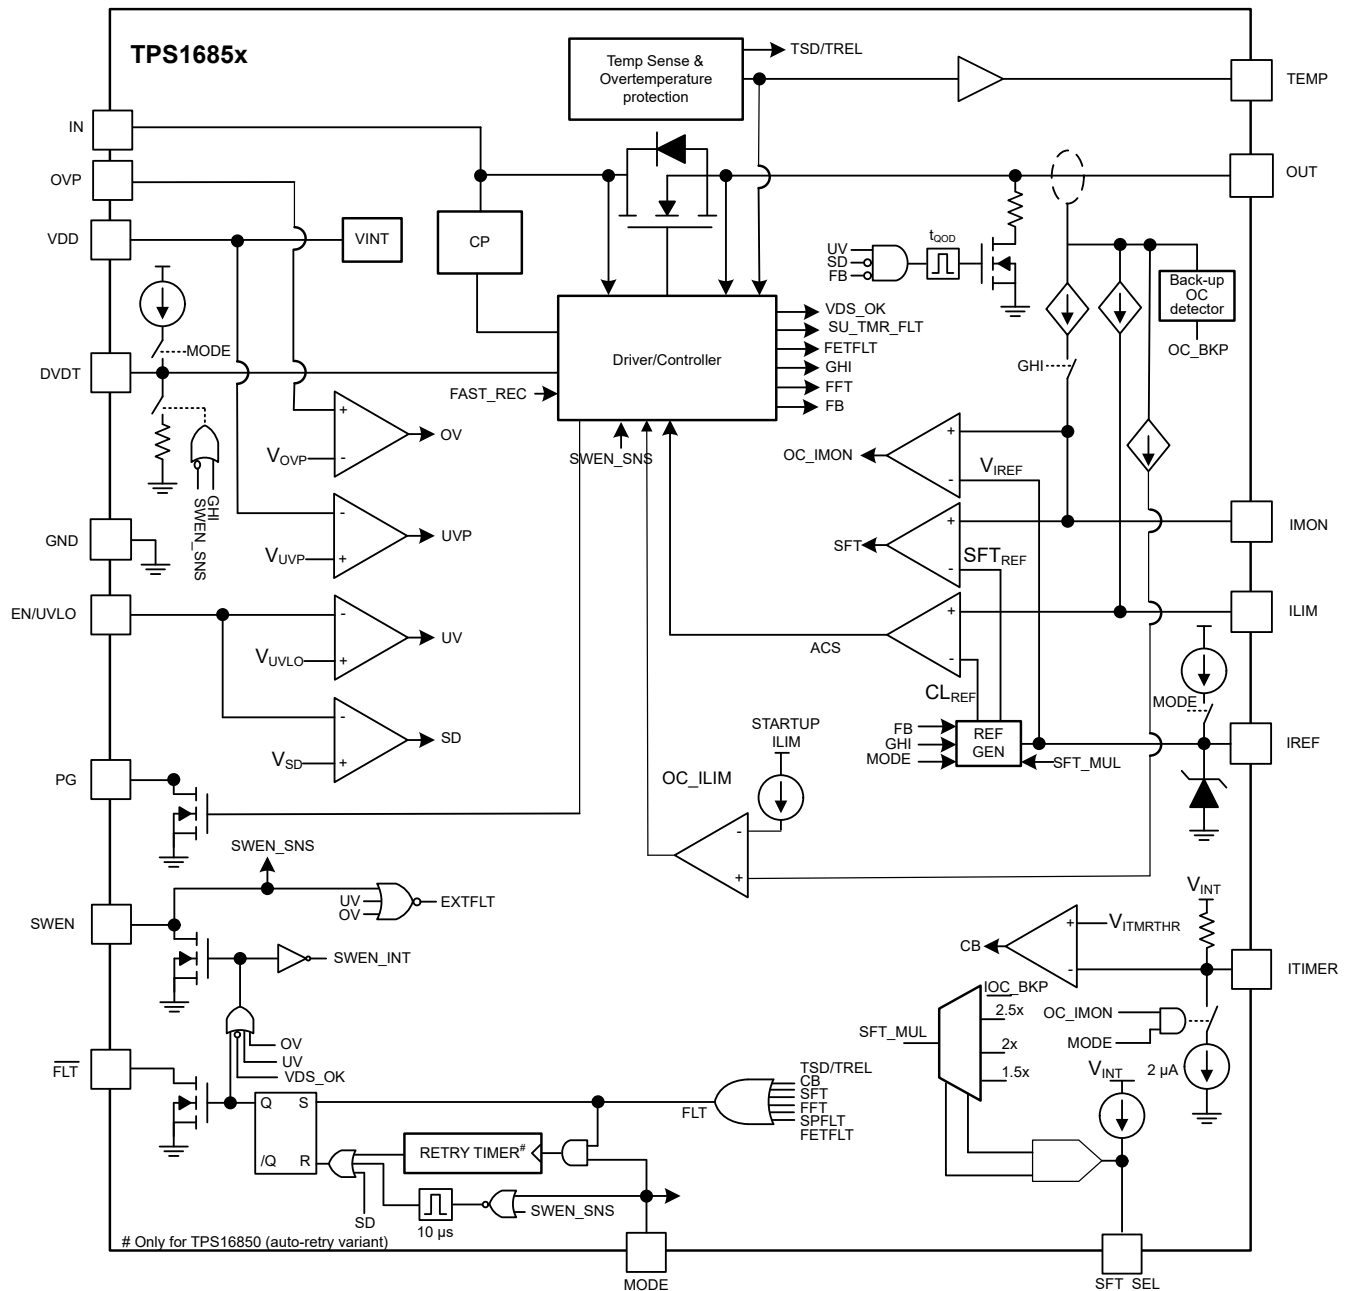 TPS1685x
Temp Sense &
Overtemperature
protection
TSD/TREL
TEMP
IN
OVP
OUT
VDD
VINT
CP
tQOD
UV
SD
FB
Back-up
OC
detector
OC_BKP
MODE
DVDT
Driver/Controller
VDS_OK
SU_TMR_FLT
FETFLT
GHI
FFT
FB
GHI
FAST_REC
SWEN_SNS
+
VOVP
-
OV
GHI
SWEN_SNS
OC_IMON
+
VIREF
-
GND
-
VUVP
+
UVP
SFT
+
SFTREF
-
IMON
EN/UVLO
-
VUVLO
+
UV
ACS
+
-
CLREF
ILIM
-
VSD
+
SD
MODE
FB
GHI
MODE
REF
GEN
SFT_MUL
IREF
PG
STARTUP
ILIM
OC_ILIM
-
+
SWEN_SNS
UV
OV
EXTFLT
SWEN
SWEN_INT
VINT
CB
+
VITMRTHR
-
ITIMER
IOC_BKP
2.5x
2x
1.5x
SFT_MUL
OC_IMON
MODE
2 µA
VINT
OV
UV
VDS_OK
FLT
Q
S
/Q
R
FLT
TSD/TREL
CB
SFT
FFT
SPFLT
FETFLT
RETRY TIMER#
SD
10 µs
SWEN_SNS
# Only for TPS16850 (auto-retry variant)
MODE
SFT SEL